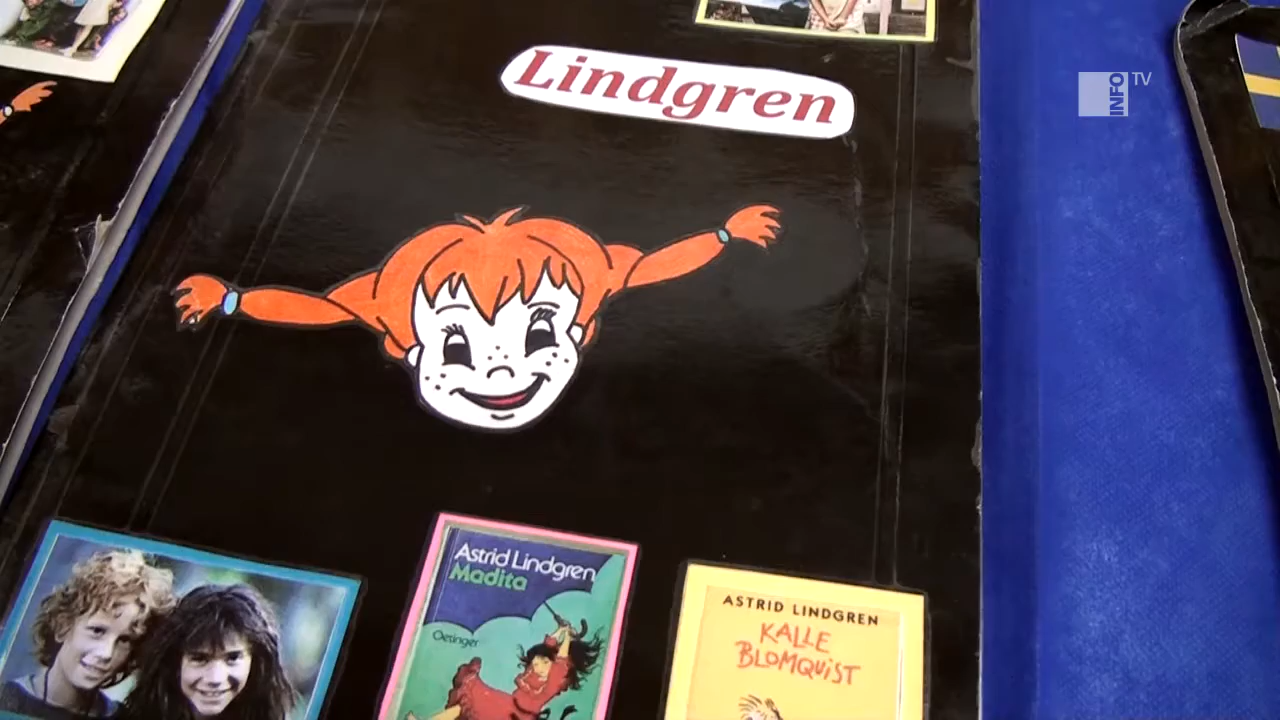 Lindgren
INFO TV
Astrid Lindgren
Madita
Oetinger
ASTRID LINDGREN
KALLE
BLOMQUIST